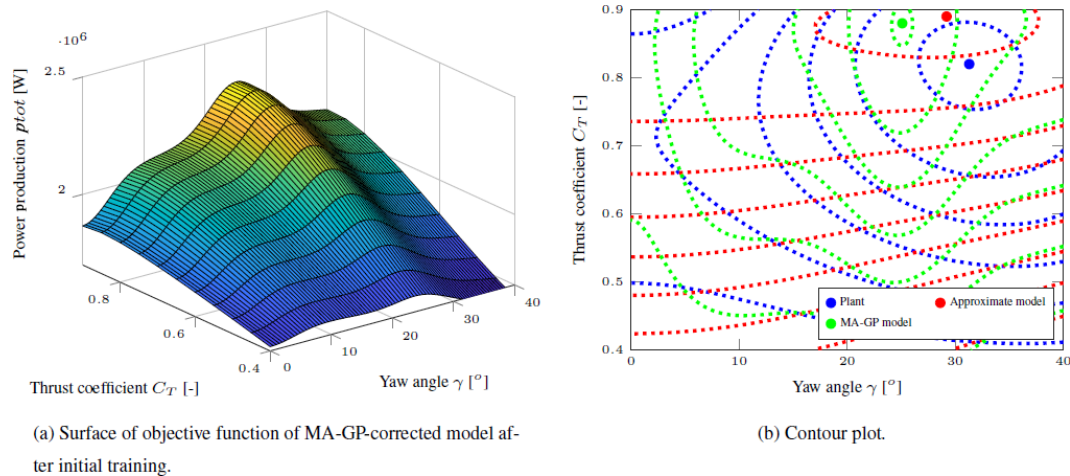 ·10⁶
2.5
2
Power production ptot [W]
0.8
0.6
0.4
Thrust coefficient C_T [-]
0
10
20
30
40
Yaw angle γ [°]
(a) Surface of objective function of MA-GP-corrected model af-
ter initial training.
0.9
0.8
0.7
0.6
0.5
0.4
Thrust coefficient C_T [-]
Plant
Approximate model
MA-GP model
0
10
20
30
40
Yaw angle γ [°]
(b) Contour plot.